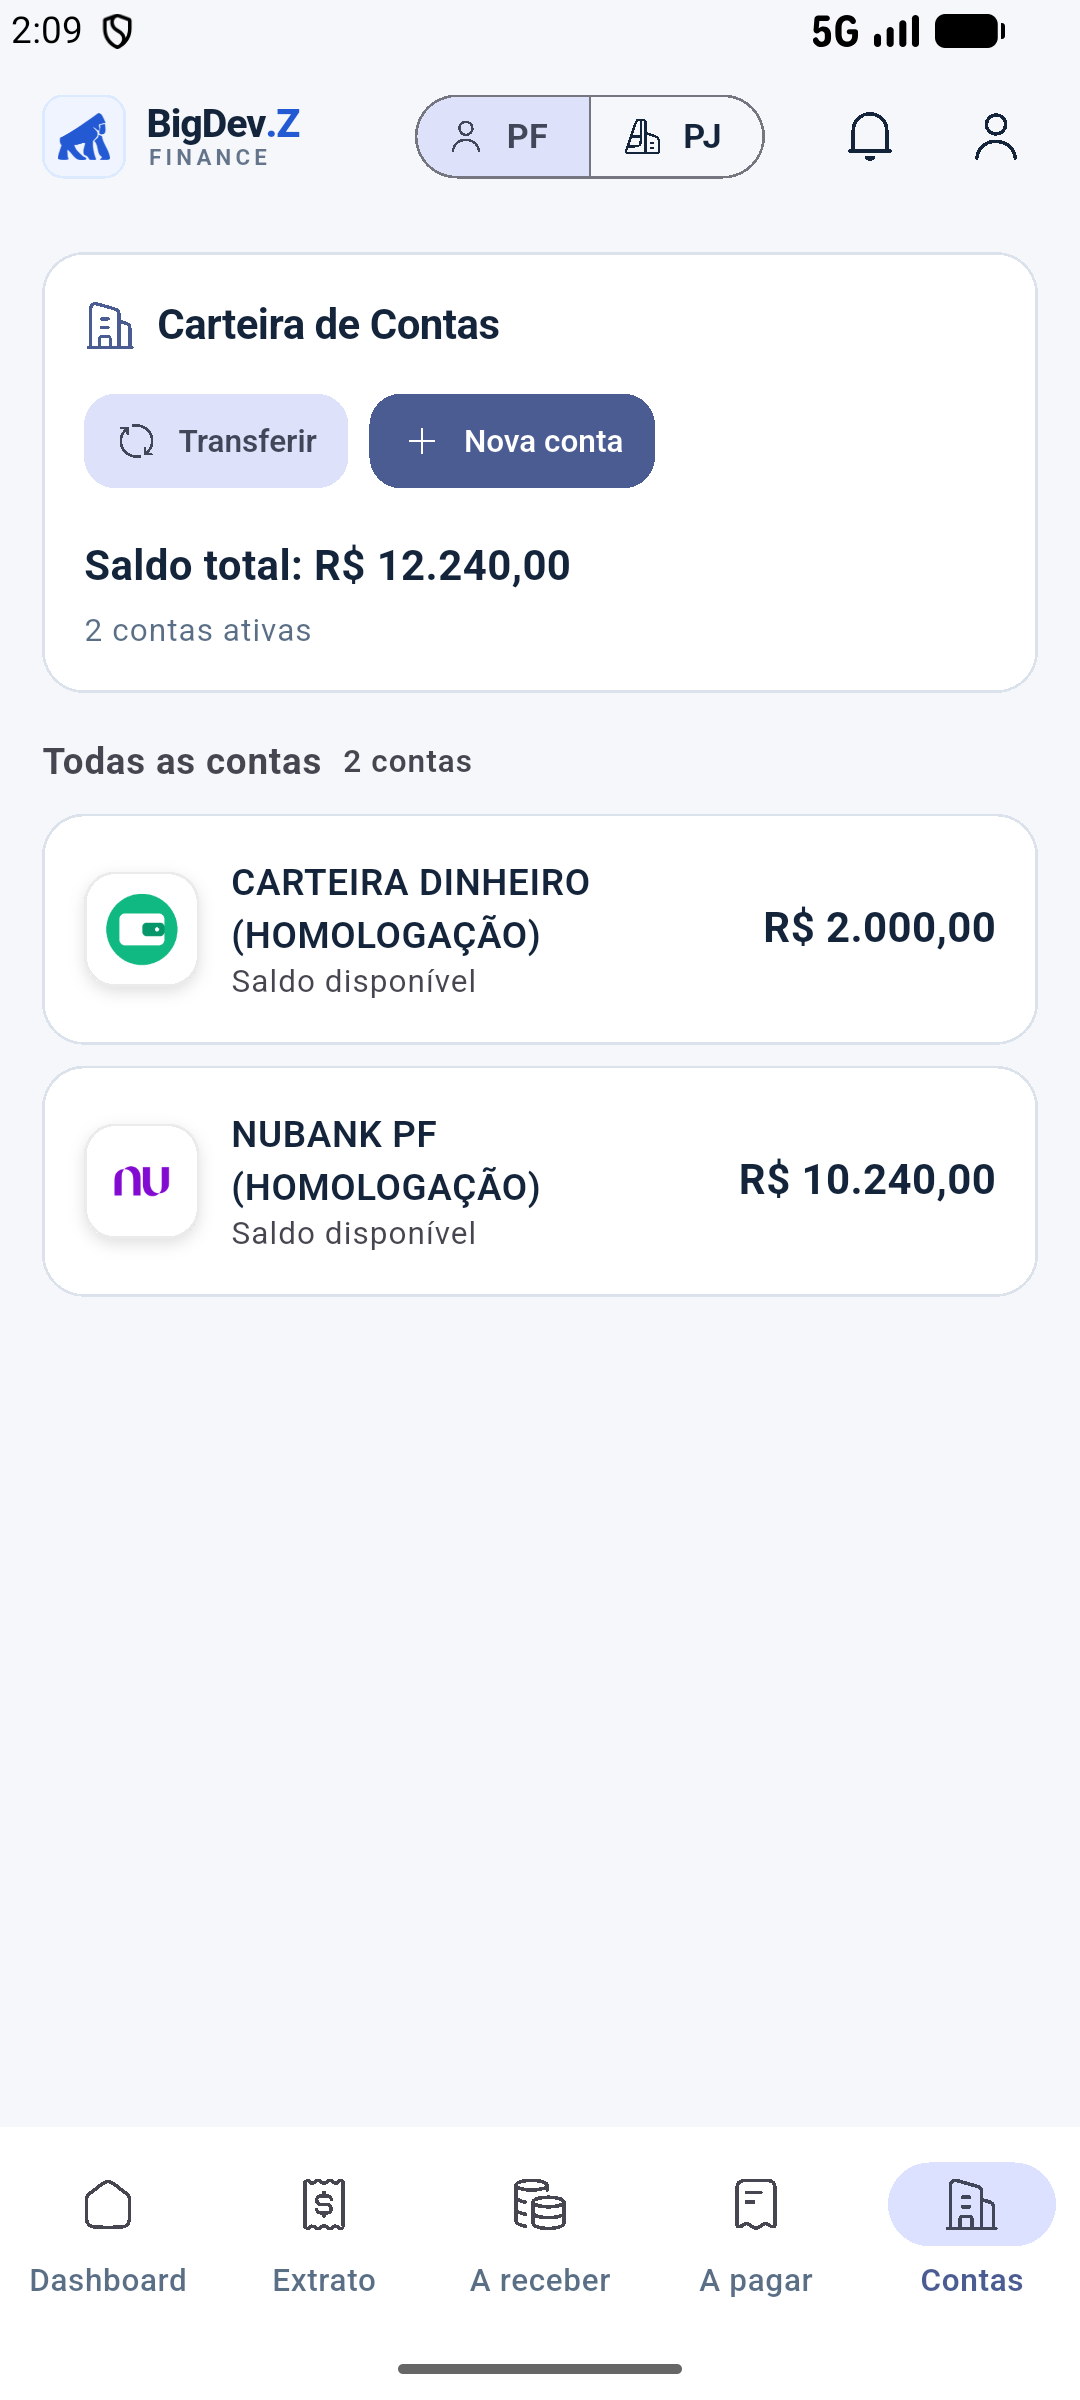 2:09
5G
BigDev.Z
FINANCE
PF
PJ
Carteira de Contas
Transferir
Nova conta
Saldo total: R$ 12.240,00
2 contas ativas
Todas as contas 2 contas
CARTEIRA DINHEIRO
(HOMOLOGAÇÃO)
Saldo disponível
R$ 2.000,00
nu
NUBANK PF
(HOMOLOGAÇÃO)
Saldo disponível
R$ 10.240,00
Dashboard
Extrato
A receber
A pagar
Contas